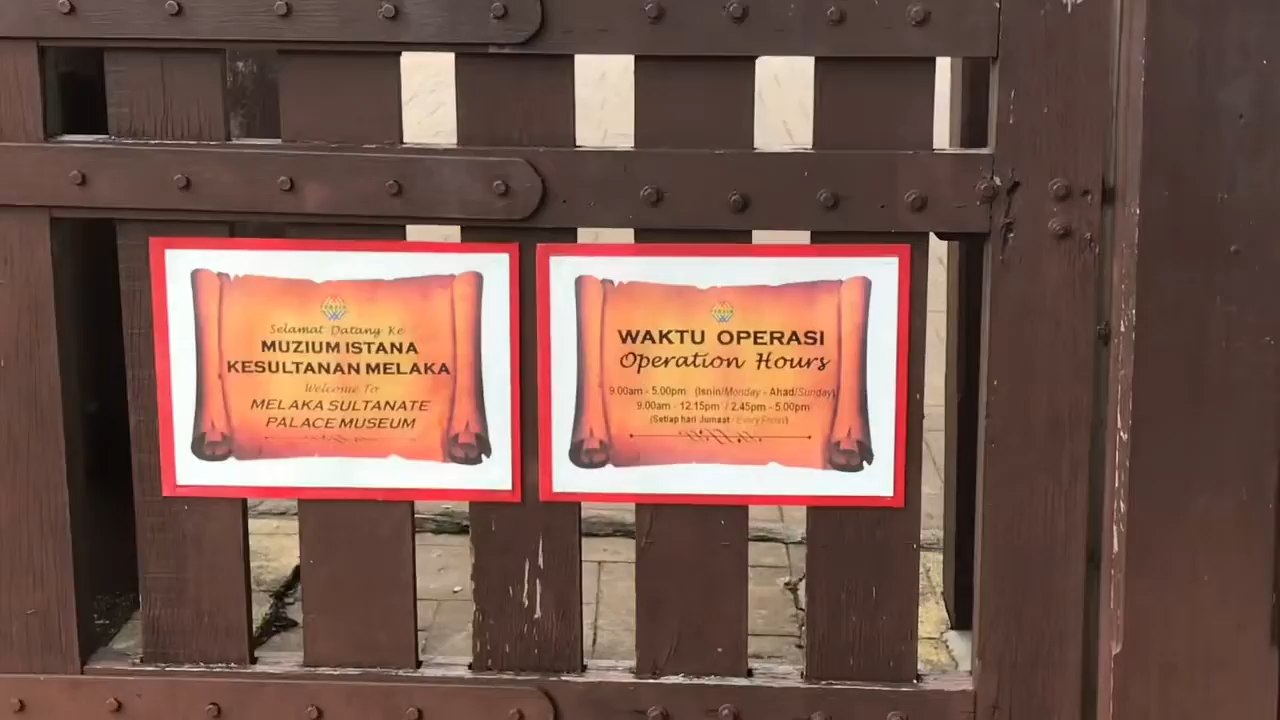 Selamat Datang Ke
MUZIUM ISTANA
KESULTANAN MELAKA
Welcome To
MELAKA SULTANATE
PALACE MUSEUM
WAKTU OPERASI
Operation Hours
9.00am - 5.00pm (Isnin/Monday - Ahad/Sunday)
9.00am - 12.15pm / 2.45pm - 5.00pm
(Setiap hari Jumaat / Every Friday)